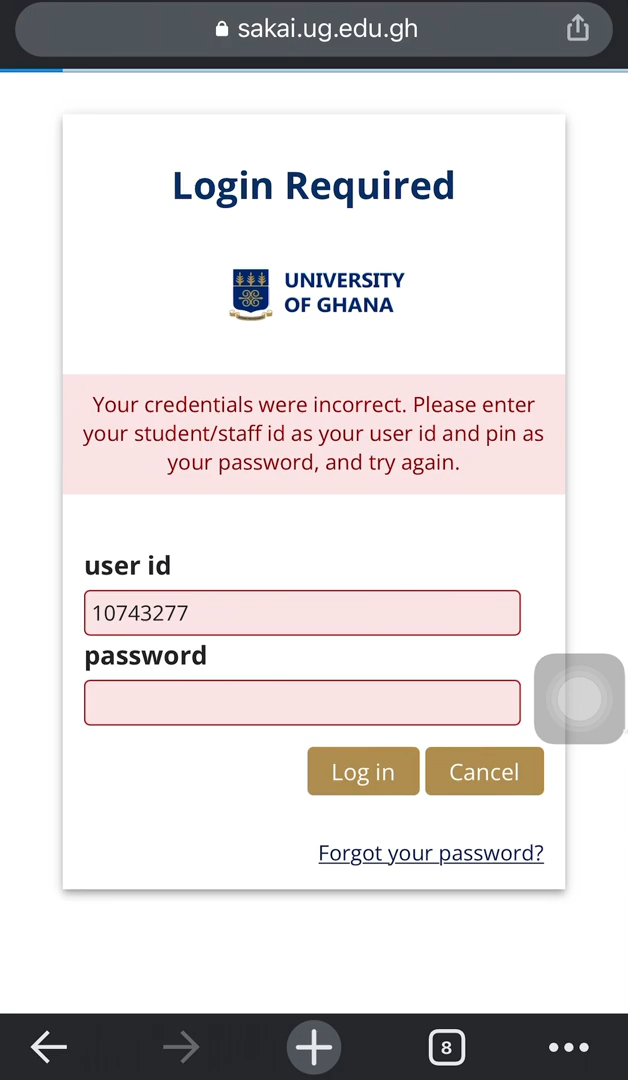 sakai.ug.edu.gh
Login Required
UNIVERSITY
OF GHANA
Your credentials were incorrect. Please enter
your student/staff id as your user id and pin as
your password, and try again.
user id
10743277
password
Log in
Cancel
Forgot your password?
8